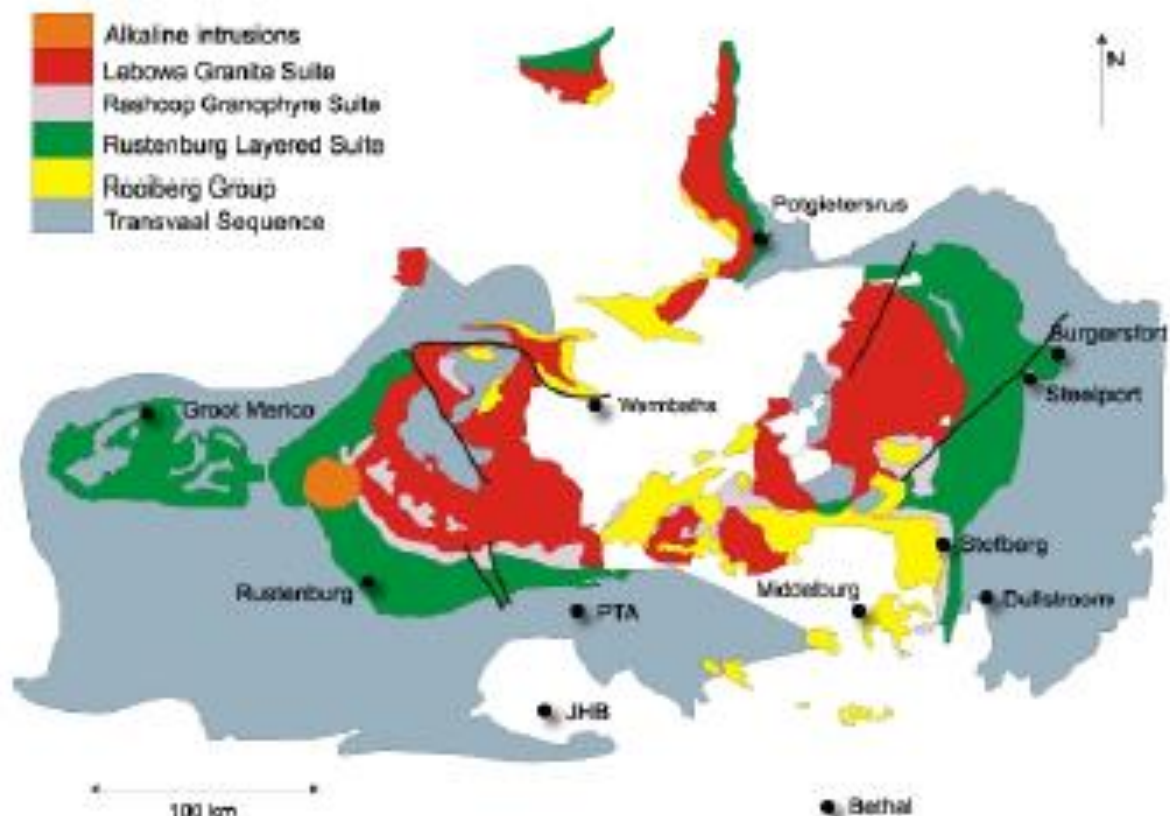 Alkaline intrusions
Lebowa Granite Suite
Rashoop Granophyre Suite
Rustenburg Layered Suite
Rooiberg Group
Transvaal Sequence
N
Potgietersrus
Burgersfort
Steelport
Groot Marico
Warmbaths
Stofberg
Rustenburg
Middelburg
Dullstroom
PTA
JHB
100 km
Bethal